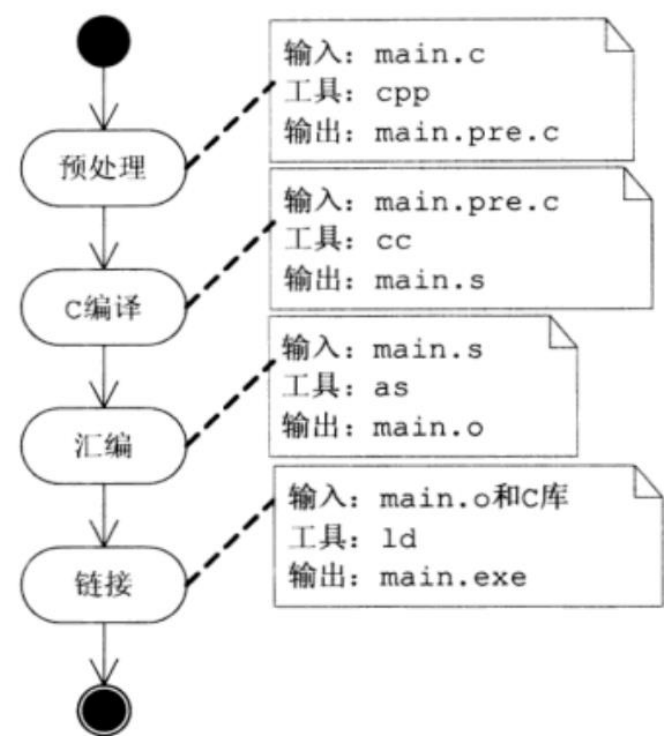 输入: main.c
工具: cpp
输出: main.pre.c
预处理
输入: main.pre.c
工具: cc
输出: main.s
C编译
输入: main.s
工具: as
输出: main.o
汇编
输入: main.o和C库
工具: ld
输出: main.exe
链接